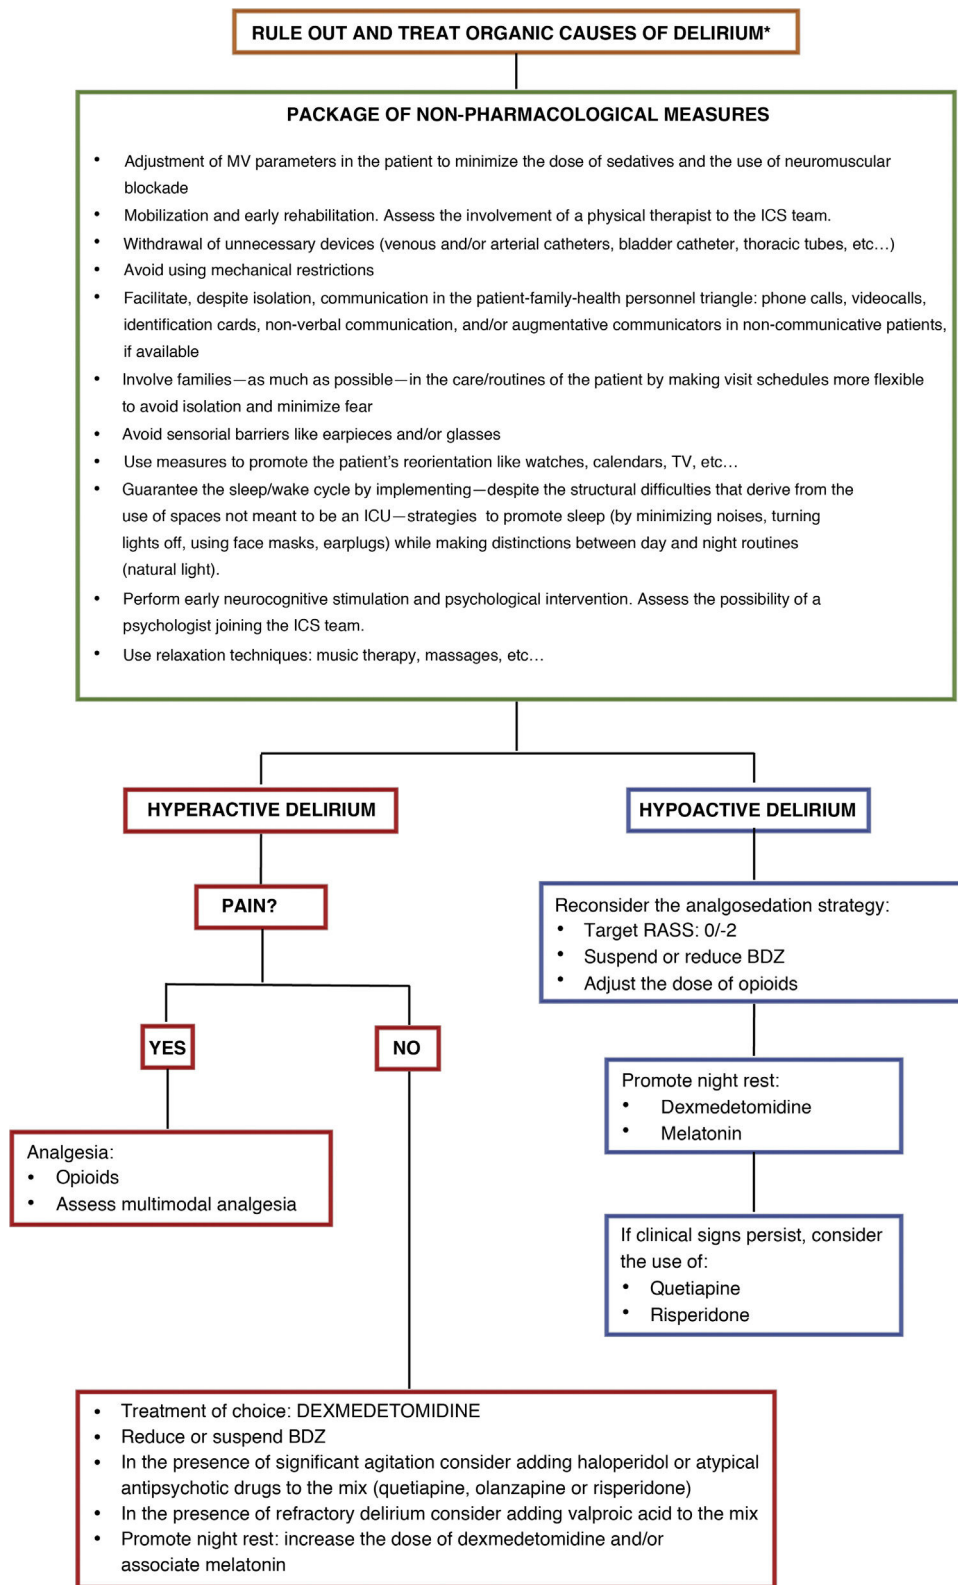 RULE OUT AND TREAT ORGANIC CAUSES OF DELIRIUM*
PACKAGE OF NON-PHARMACOLOGICAL MEASURES
• Adjustment of MV parameters in the patient to minimize the dose of sedatives and the use of neuromuscular
blockade
• Mobilization and early rehabilitation. Assess the involvement of a physical therapist to the ICS team.
• Withdrawal of unnecessary devices (venous and/or arterial catheters, bladder catheter, thoracic tubes, etc…)
• Avoid using mechanical restrictions
• Facilitate, despite isolation, communication in the patient-family-health personnel triangle: phone calls, videocalls,
identification cards, non-verbal communication, and/or augmentative communicators in non-communicative patients,
if available
• Involve families—as much as possible—in the care/routines of the patient by making visit schedules more flexible
to avoid isolation and minimize fear
• Avoid sensorial barriers like earpieces and/or glasses
• Use measures to promote the patient's reorientation like watches, calendars, TV, etc…
• Guarantee the sleep/wake cycle by implementing—despite the structural difficulties that derive from the
use of spaces not meant to be an ICU—strategies to promote sleep (by minimizing noises, turning
lights off, using face masks, earplugs) while making distinctions between day and night routines
(natural light).
• Perform early neurocognitive stimulation and psychological intervention. Assess the possibility of a
psychologist joining the ICS team.
• Use relaxation techniques: music therapy, massages, etc…
HYPERACTIVE DELIRIUM
PAIN?
YES
NO
Analgesia:
• Opioids
• Assess multimodal analgesia
• Treatment of choice: DEXMEDETOMIDINE
• Reduce or suspend BDZ
• In the presence of significant agitation consider adding haloperidol or atypical
antipsychotic drugs to the mix (quetiapine, olanzapine or risperidone)
• In the presence of refractory delirium consider adding valproic acid to the mix
• Promote night rest: increase the dose of dexmedetomidine and/or
associate melatonin
HYPOACTIVE DELIRIUM
Reconsider the analgosedation strategy:
• Target RASS: 0/-2
• Suspend or reduce BDZ
• Adjust the dose of opioids
Promote night rest:
• Dexmedetomidine
• Melatonin
If clinical signs persist, consider
the use of:
• Quetiapine
• Risperidone